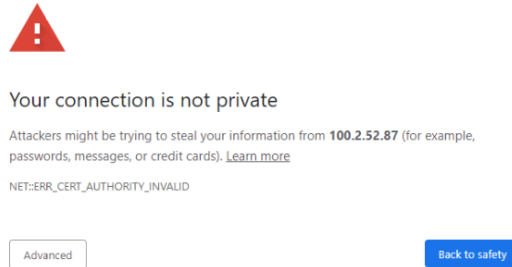 Your connection is not private
Attackers might be trying to steal your information from 100.2.52.87 (for example,
passwords, messages, or credit cards). Learn more
NET::ERR_CERT_AUTHORITY_INVALID
Advanced
Back to safety